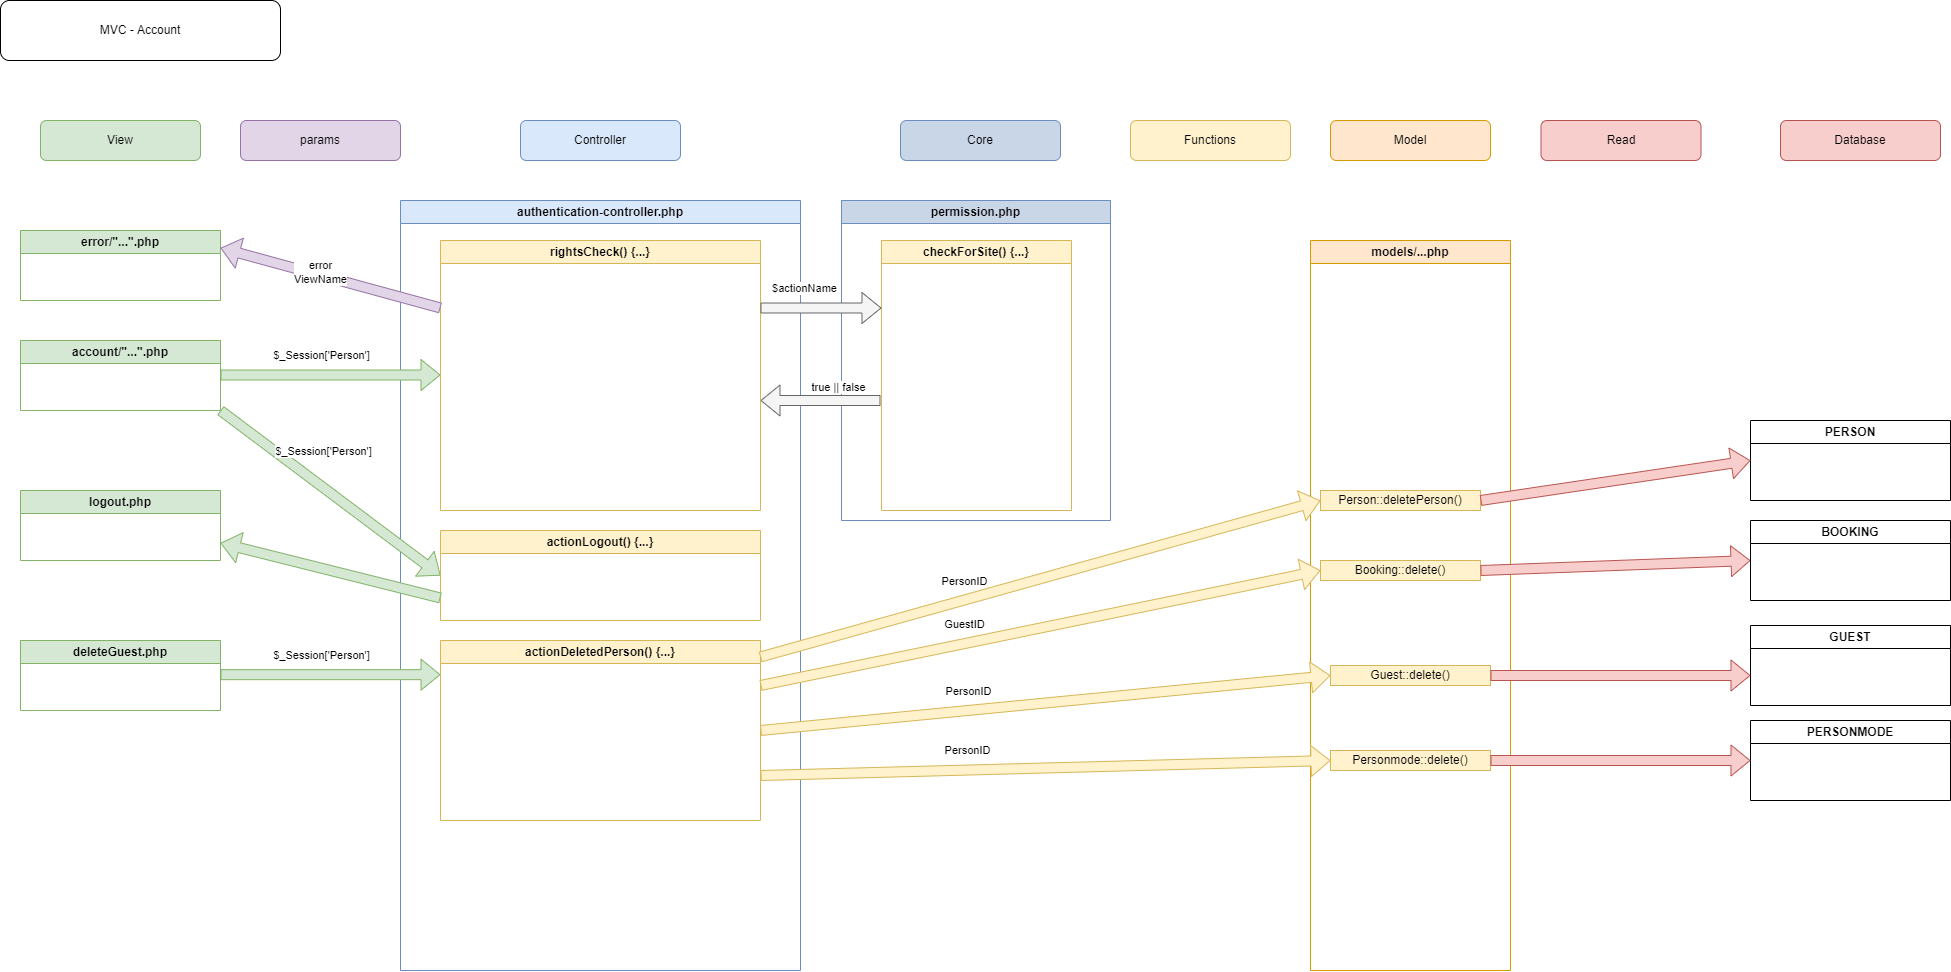 MVC - Account
View
params
Controller
Core
Functions
Model
Read
Database
authentication-controller.php
permission.php
error/"...".php
rightsCheck() {...}
checkForSite() {...}
models/...php
error
ViewName
$actionName
account/"...".php
$_Session['Person']
true || false
$_Session['Person']
PERSON
logout.php
Person::deletePerson()
actionLogout() {...}
BOOKING
Booking::delete()
PersonID
GuestID
deleteGuest.php
$_Session['Person']
actionDeletedPerson() {...}
GUEST
Guest::delete()
PersonID
PERSONMODE
PersonID
Personmode::delete()